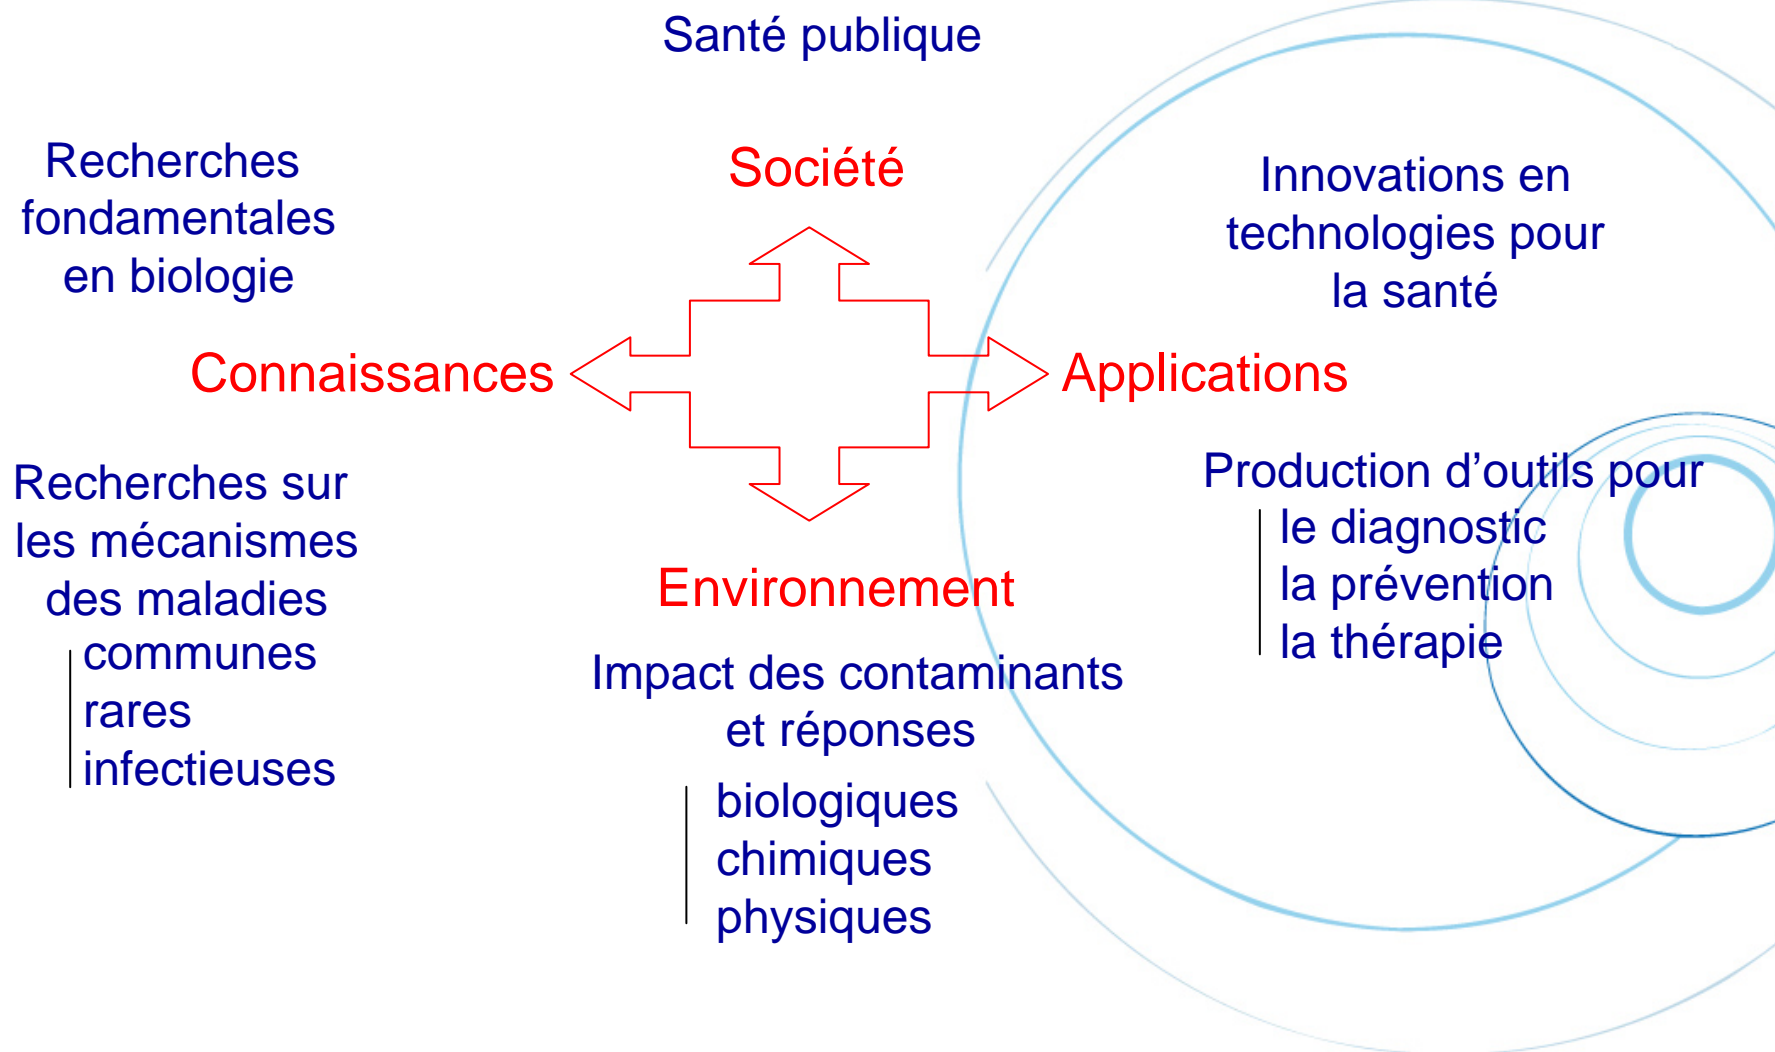 Santé publique
Société
Recherches
fondamentales
en biologie
Innovations en
technologies pour
la santé
Connaissances
Applications
Recherches sur
les mécanismes
des maladies
communes
rares
infectieuses
Environnement
Impact des contaminants
et réponses
biologiques
chimiques
physiques
Production d’outils pour
le diagnostic
la prévention
la thérapie